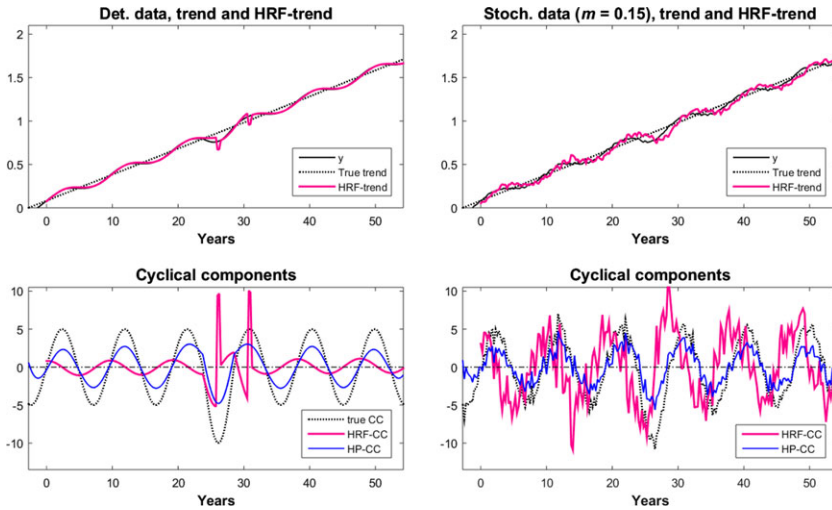 Det. data, trend and HRF-trend
2
1.5
1
0.5
0
y
True trend
HRF-trend
0 10 20 30 40 50
Years
Stoch. data (m = 0.15), trend and HRF-trend
2
1.5
1
0.5
0
y
True trend
HRF-trend
0 10 20 30 40 50
Years
Cyclical components
10
5
0
-5
-10
true CC
HRF-CC
HP-CC
0 10 20 30 40 50
Years
Cyclical components
10
5
0
-5
-10
HRF-CC
HP-CC
0 10 20 30 40 50
Years